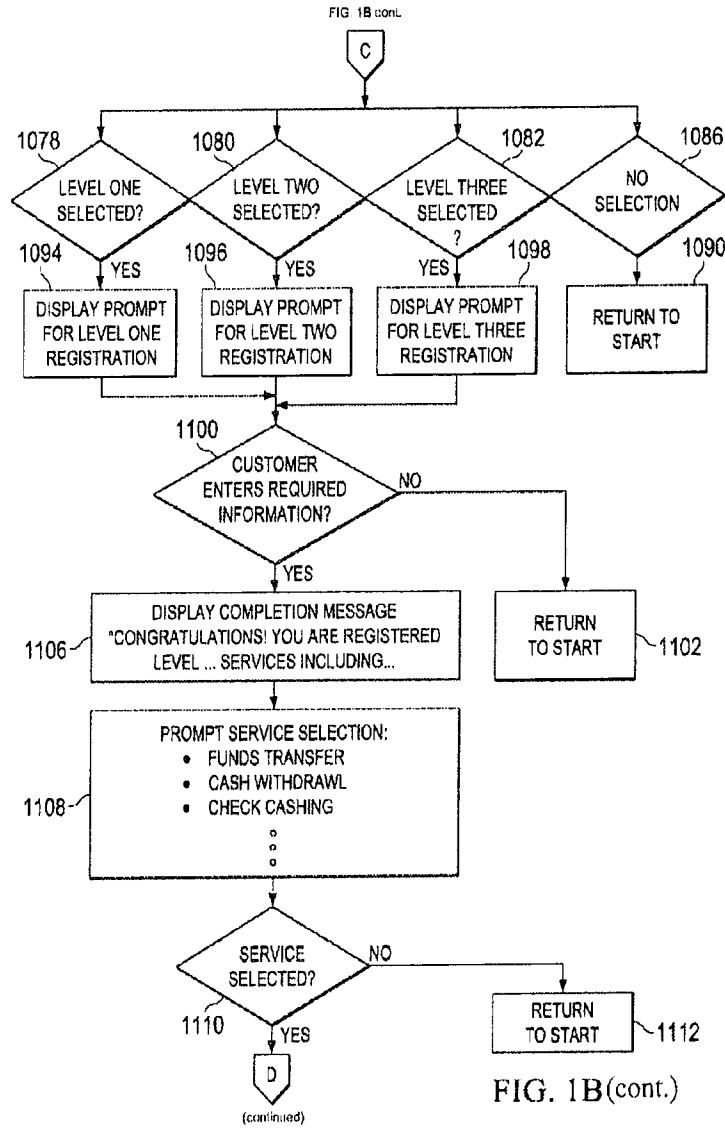 FIG. 1B cont.
C
1078
1080
1082
1086
LEVEL ONE
SELECTED?
LEVEL TWO
SELECTED?
LEVEL THREE
SELECTED
?
NO
SELECTION
1094
YES
1096
YES
YES
1098
1090
DISPLAY PROMPT
FOR LEVEL ONE
REGISTRATION
DISPLAY PROMPT
FOR LEVEL TWO
REGISTRATION
DISPLAY PROMPT
FOR LEVEL THREE
REGISTRATION
RETURN TO
START
1100
CUSTOMER
ENTERS REQUIRED
INFORMATION?
NO
YES
DISPLAY COMPLETION MESSAGE
"CONGRATULATIONS! YOU ARE REGISTERED
LEVEL ... SERVICES INCLUDING...
1106
RETURN
TO START
1102
PROMPT SERVICE SELECTION:
• FUNDS TRANSFER
• CASH WITHDRAWL
• CHECK CASHING
1108
SERVICE
SELECTED?
NO
1110
YES
RETURN
TO START
1112
D
(continued)
FIG. 1B (cont.)